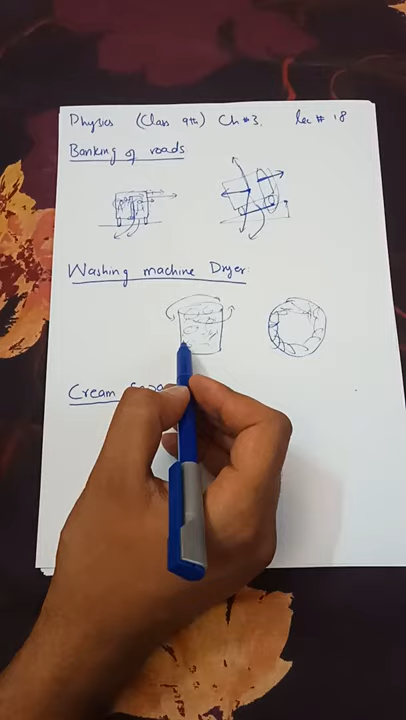 Physics (Class 9th) Ch # 3. lec # 18
Banking of roads
Washing machine Dryer:
Cream